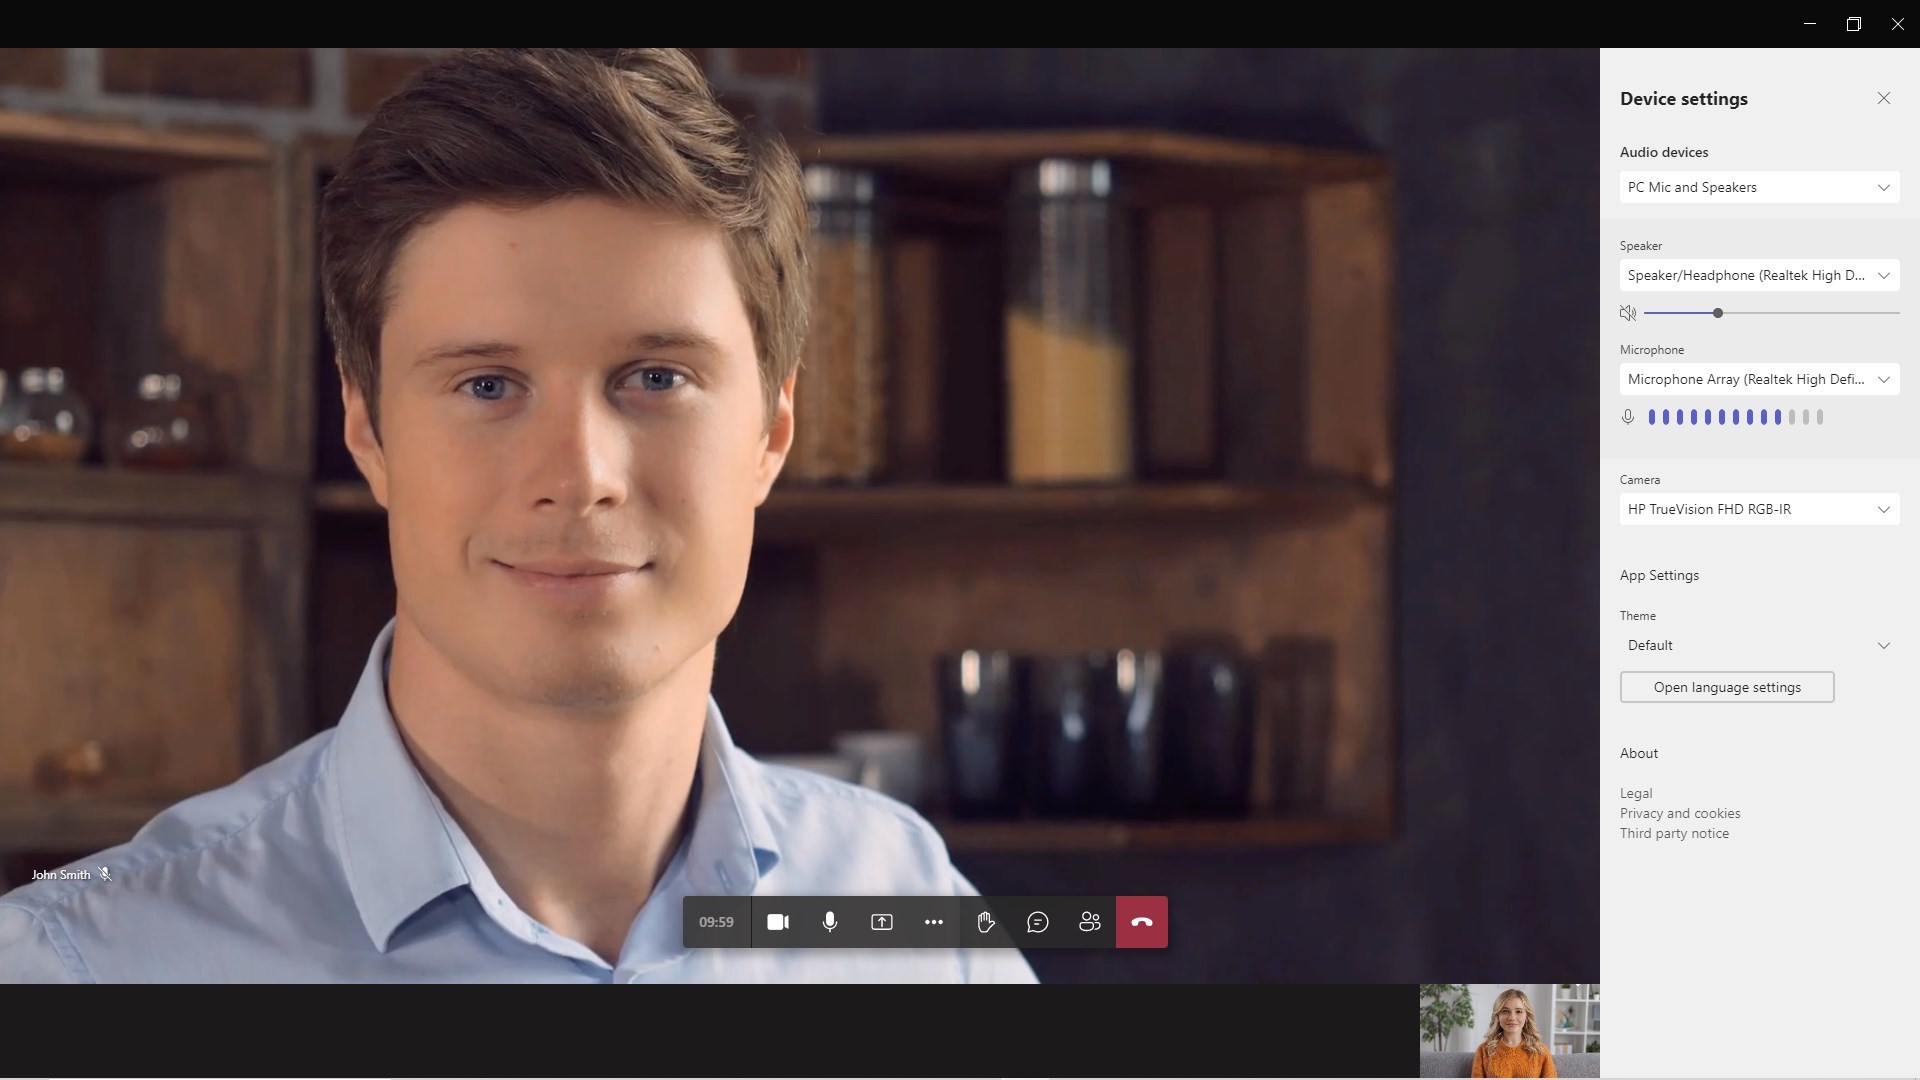 Device settings
Audio devices
PC Mic and Speakers
Speaker
Speaker/Headphone (Realtek High D...
Microphone
Microphone Array (Realtek High Defi...
Camera
HP TrueVision FHD RGB-IR
App Settings
Theme
Default
Open language settings
About
Legal
Privacy and cookies
Third party notice
John Smith
09:59